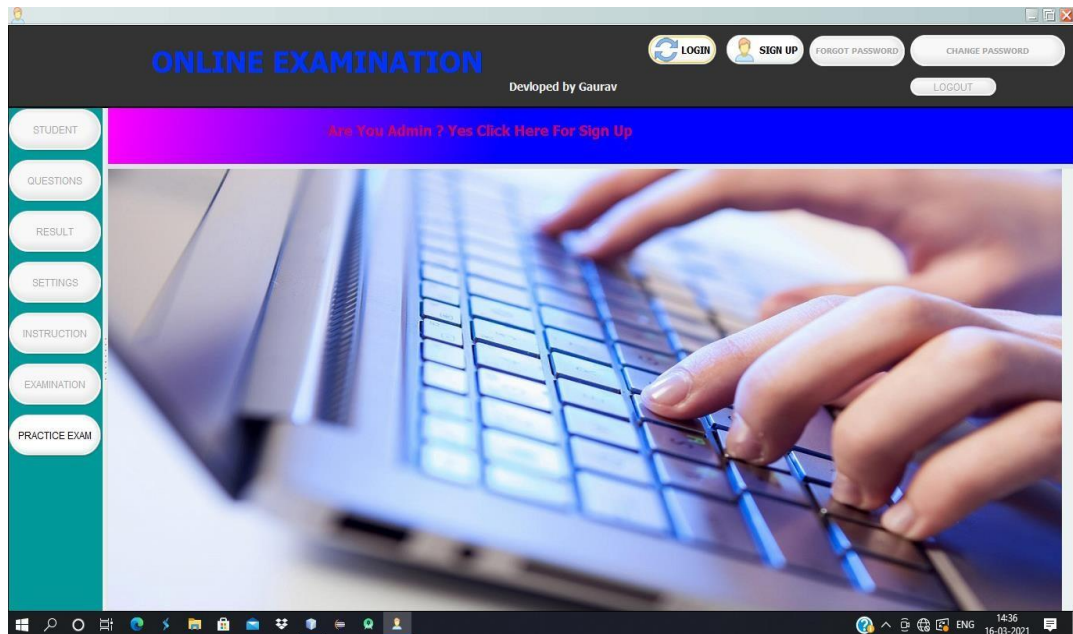 LOGIN
SIGN UP
FORGOT PASSWORD
CHANGE PASSWORD
ONLINE EXAMINATION
Devloped by Gaurav
LOGOUT
STUDENT
Are You Admin ? Yes Click Here For Sign Up
QUESTIONS
RESULT
SETTINGS
INSTRUCTION
EXAMINATION
PRACTICE EXAM
ENG
14:36
16-03-2021